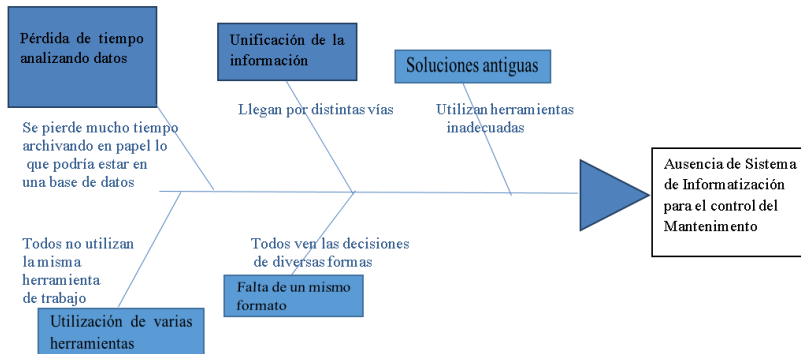 Pérdida de tiempo
analizando datos
Unificación de la
información
Soluciones antiguas
Se pierde mucho tiempo
archivando en papel lo
que podría estar en
una base de datos
Llegan por distintas vías
Utilizan herramientas
inadecuadas
Ausencia de Sistema
de Informatización
para el control del
Mantenimento
Todos no utilizan
la misma
herramienta
de trabajo
Todos ven las decisiones
de diversas formas
Utilización de varias
herramientas
Falta de un mismo
formato